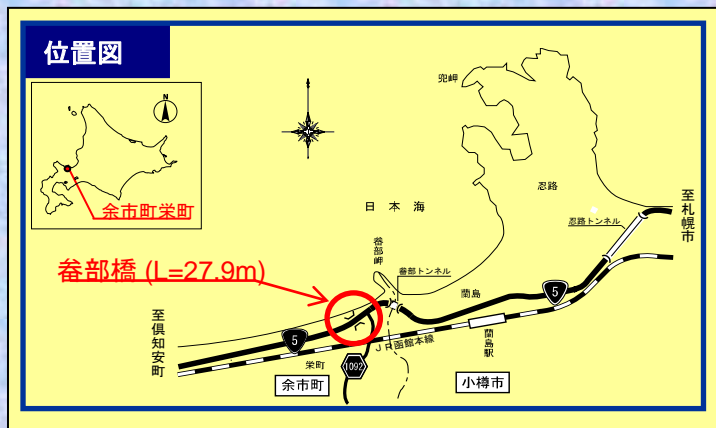 位置図
N
余市町栄町
兜岬
日本海
忍路
忍路トンネル
至札幌市
畚部岬
畚部トンネル
畚部橋 (L=27.9m)
蘭島
5
至倶知安町
5
蘭島駅
JR函館本線
栄町
1092
余市町
小樽市